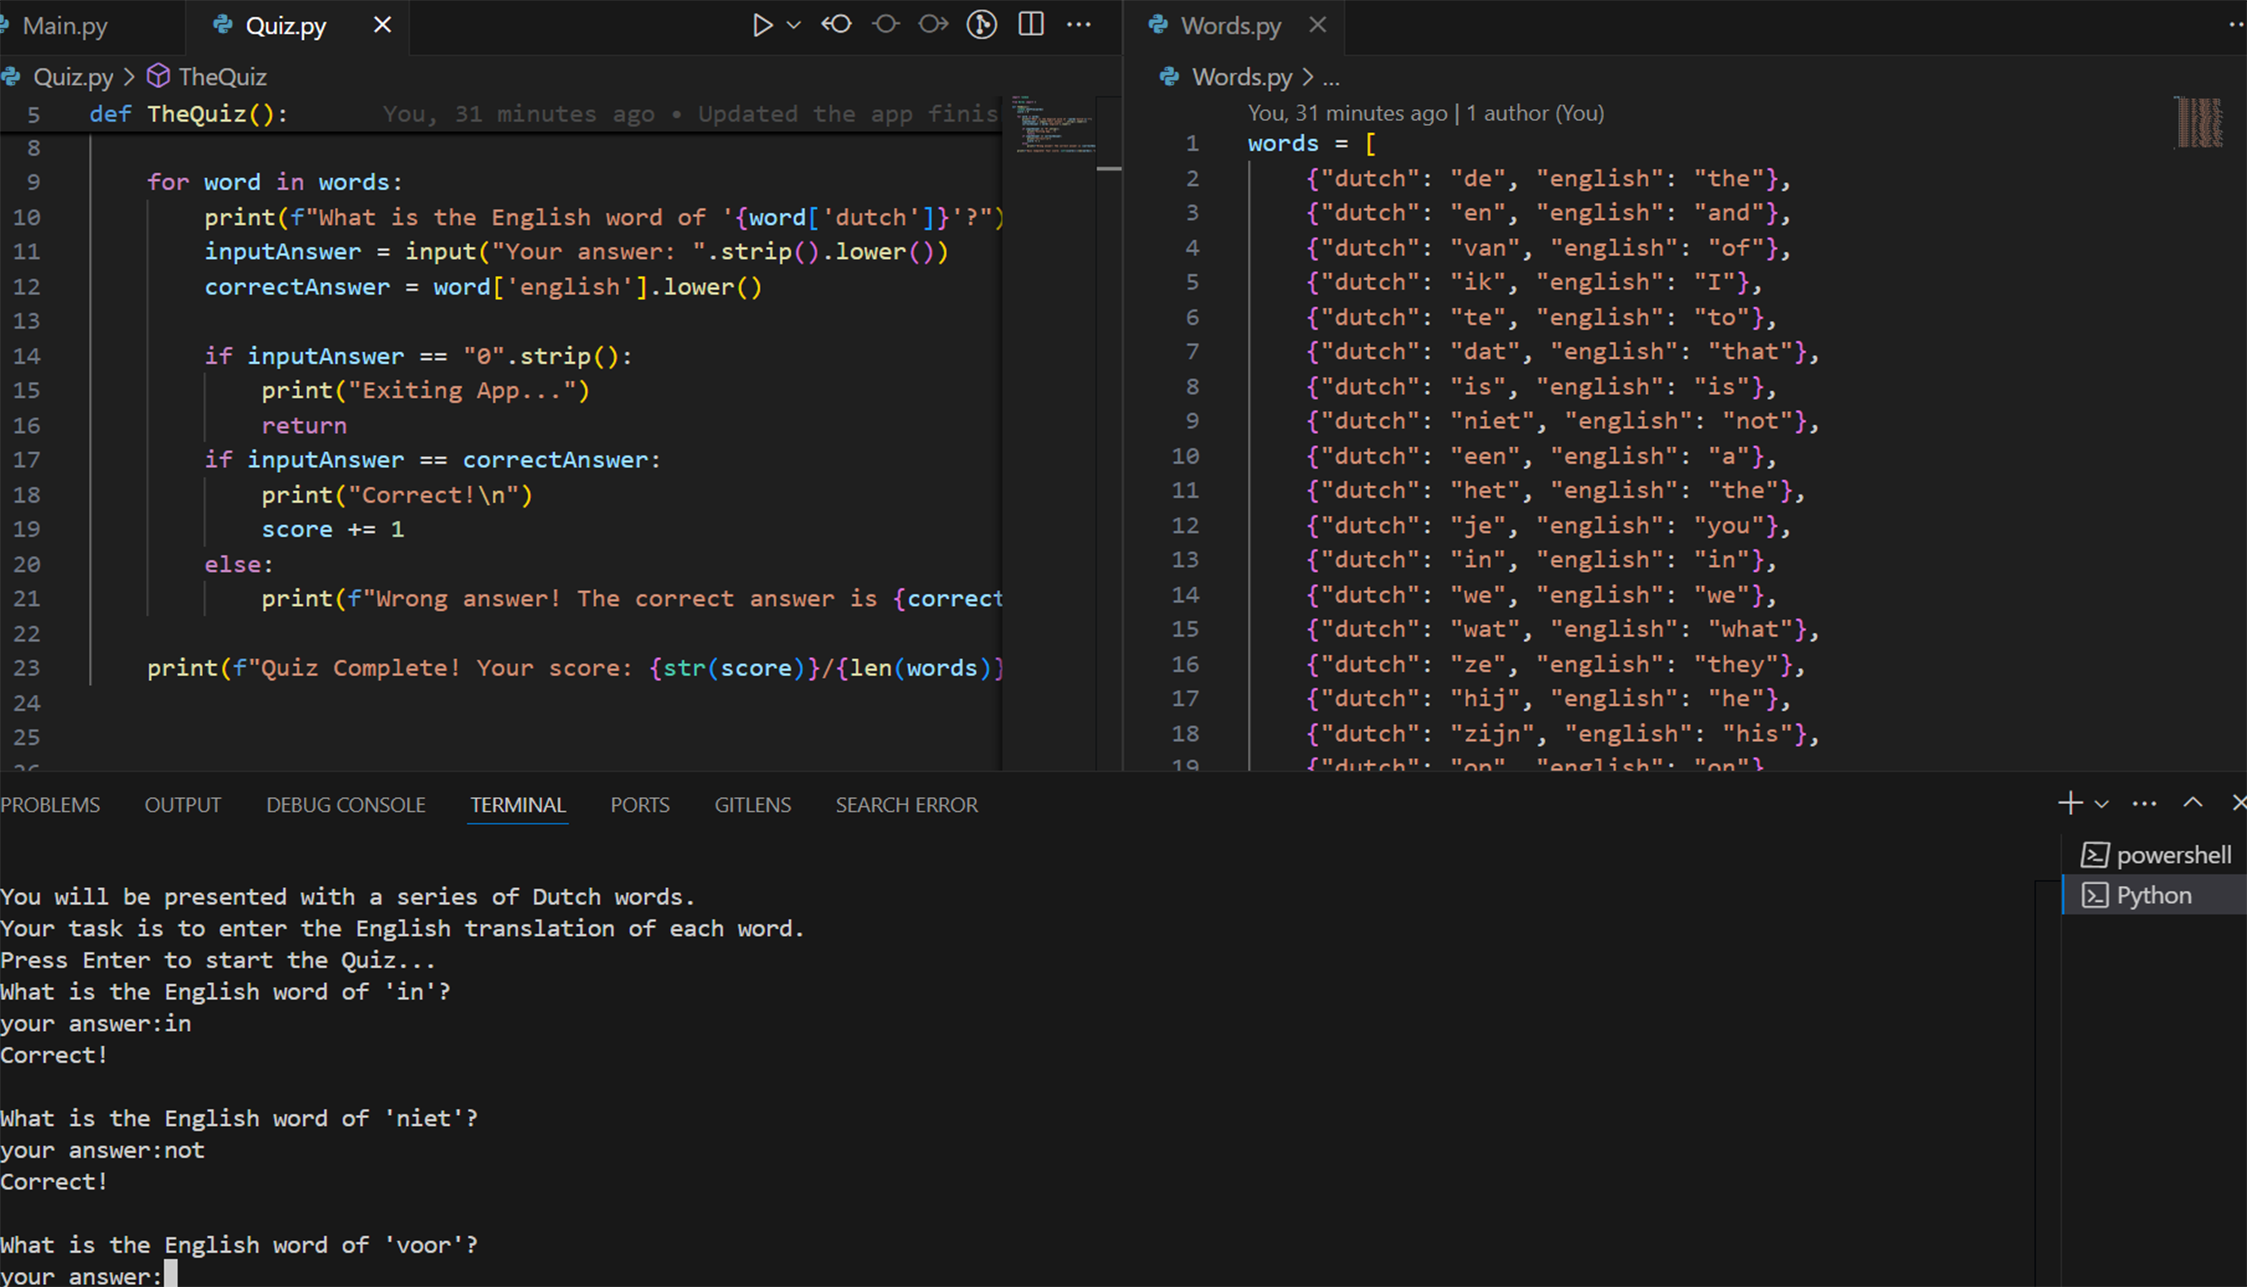 Main.py
Quiz.py
Quiz.py > TheQuiz
5 def TheQuiz(): You, 31 minutes ago • Updated the app finis
8
9 for word in words:
10 print(f"What is the English word of '{word['dutch']}'?")
11 inputAnswer = input("Your answer: ".strip().lower())
12 correctAnswer = word['english'].lower()
13
14 if inputAnswer == "0".strip():
15 print("Exiting App...")
16 return
17 if inputAnswer == correctAnswer:
18 print("Correct!\n")
19 score += 1
20 else:
21 print(f"Wrong answer! The correct answer is {correct
22
23 print(f"Quiz Complete! Your score: {str(score)}/{len(words)}
24
25
26
Words.py
Words.py > ...
You, 31 minutes ago | 1 author (You)
1 words = [
2 {"dutch": "de", "english": "the"},
3 {"dutch": "en", "english": "and"},
4 {"dutch": "van", "english": "of"},
5 {"dutch": "ik", "english": "I"},
6 {"dutch": "te", "english": "to"},
7 {"dutch": "dat", "english": "that"},
8 {"dutch": "is", "english": "is"},
9 {"dutch": "niet", "english": "not"},
10 {"dutch": "een", "english": "a"},
11 {"dutch": "het", "english": "the"},
12 {"dutch": "je", "english": "you"},
13 {"dutch": "in", "english": "in"},
14 {"dutch": "we", "english": "we"},
15 {"dutch": "wat", "english": "what"},
16 {"dutch": "ze", "english": "they"},
17 {"dutch": "hij", "english": "he"},
18 {"dutch": "zijn", "english": "his"},
19 {"dutch": "op", "english": "on"}
PROBLEMS OUTPUT DEBUG CONSOLE TERMINAL PORTS GITLENS SEARCH ERROR
powershell
Python
You will be presented with a series of Dutch words.
Your task is to enter the English translation of each word.
Press Enter to start the Quiz...
What is the English word of 'in'?
your answer:in
Correct!
What is the English word of 'niet'?
your answer:not
Correct!
What is the English word of 'voor'?
your answer: